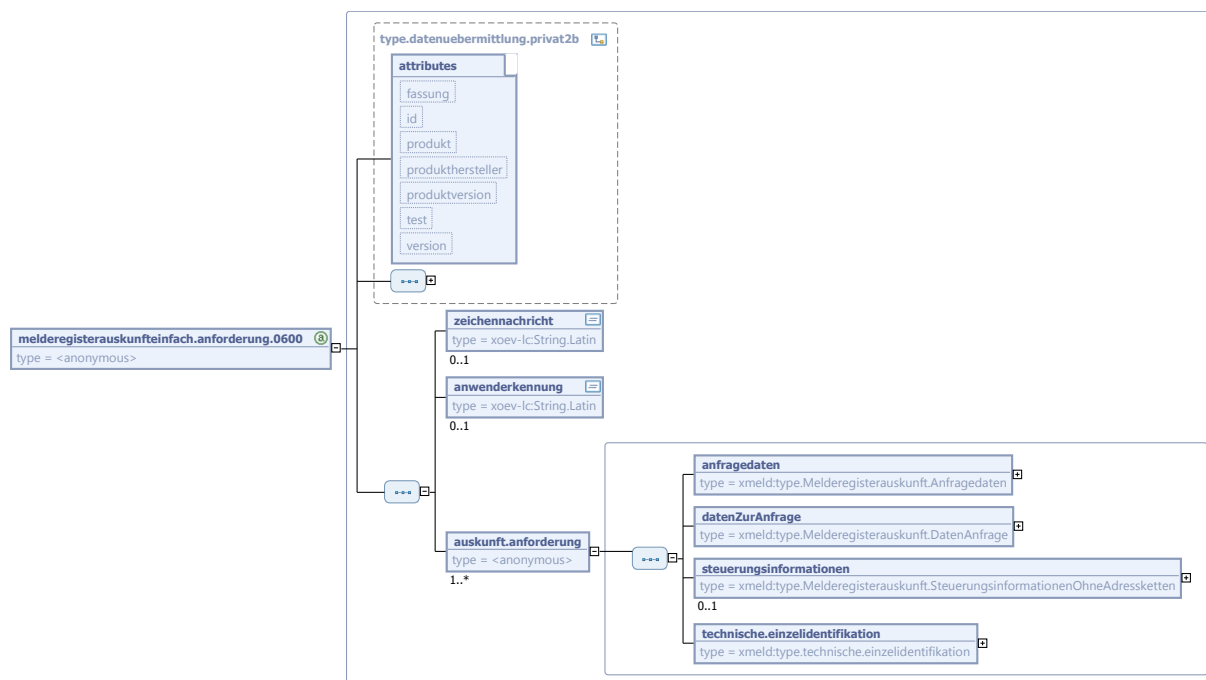 type.datenuebermittlung.privat2b
attributes
fassung
id
produkt
produkthersteller
produktversion
test
version
melderegisterauskunfteinfach.anforderung.0600
type = <anonymous>
zeichennachricht
type = xoev-lc:String.Latin
0..1
anwenderkennung
type = xoev-lc:String.Latin
0..1
auskunft.anforderung
type = <anonymous>
1..*
anfragedaten
type = xmeld:type.Melderegisterauskunft.Anfragedaten
datenZurAnfrage
type = xmeld:type.Melderegisterauskunft.DatenAnfrage
steuerungsinformationen
type = xmeld:type.Melderegisterauskunft.SteuerungsinformationenOhneAdressketten
0..1
technische.einzelidentifikation
type = xmeld:type.technische.einzelidentifikation